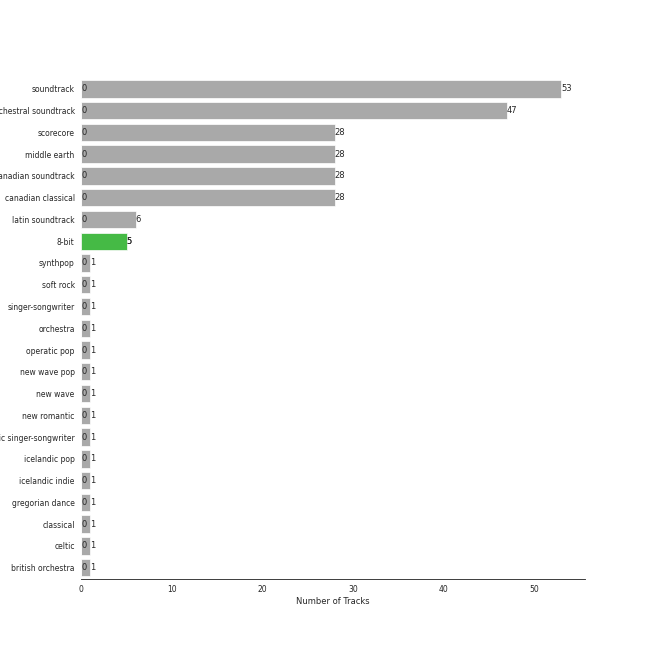 soundtrack 0 53
chestral soundtrack 0 47
scorecore 0 28
middle earth 0 28
anadian soundtrack 0 28
canadian classical 0 28
latin soundtrack 0 6
8-bit 5
synthpop 0 1
soft rock 0 1
singer-songwriter 0 1
orchestra 0 1
operatic pop 0 1
new wave pop 0 1
new wave 0 1
new romantic 0 1
ic singer-songwriter 0 1
icelandic pop 0 1
icelandic indie 0 1
gregorian dance 0 1
classical 0 1
celtic 0 1
british orchestra 0 1
0 10 20 30 40 50
Number of Tracks